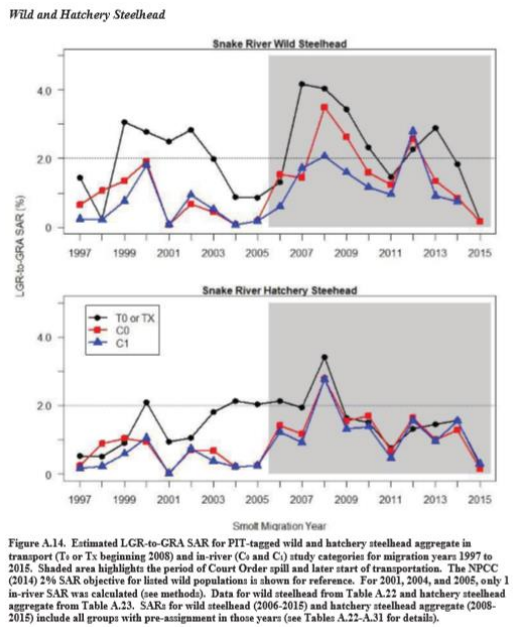 Wild and Hatchery Steelhead
Snake River Wild Steelhead
4.0
2.0
0
1997 1999 2001 2003 2005 2007 2009 2011 2013 2015
LGR-to-GRA SAR (%)
Snake River Hatchery Steehead
T0 or TX
C0
C1
4.0
2.0
0
1997 1999 2001 2003 2005 2007 2009 2011 2013 2015
Smolt Migration Year
Figure A.14. Estimated LGR-to-GRA SAR for PIT-tagged wild and hatchery steelhead aggregate in
transport (T₀ or Tx beginning 2008) and in-river (C₀ and C₁) study categories for migration years 1997 to
2015. Shaded area highlights the period of Court Order spill and later start of transportation. The NPCC
(2014) 2% SAR objective for listed wild populations is shown for reference. For 2001, 2004, and 2005, only 1
in-river SAR was calculated (see methods). Data for wild steelhead from Table A.22 and hatchery steelhead
aggregate from Table A.23. SARs for wild steelhead (2006-2015) and hatchery steelhead aggregate (2008-
2015) include all groups with pre-assignment in those years (see Tables A.22-A.31 for details).